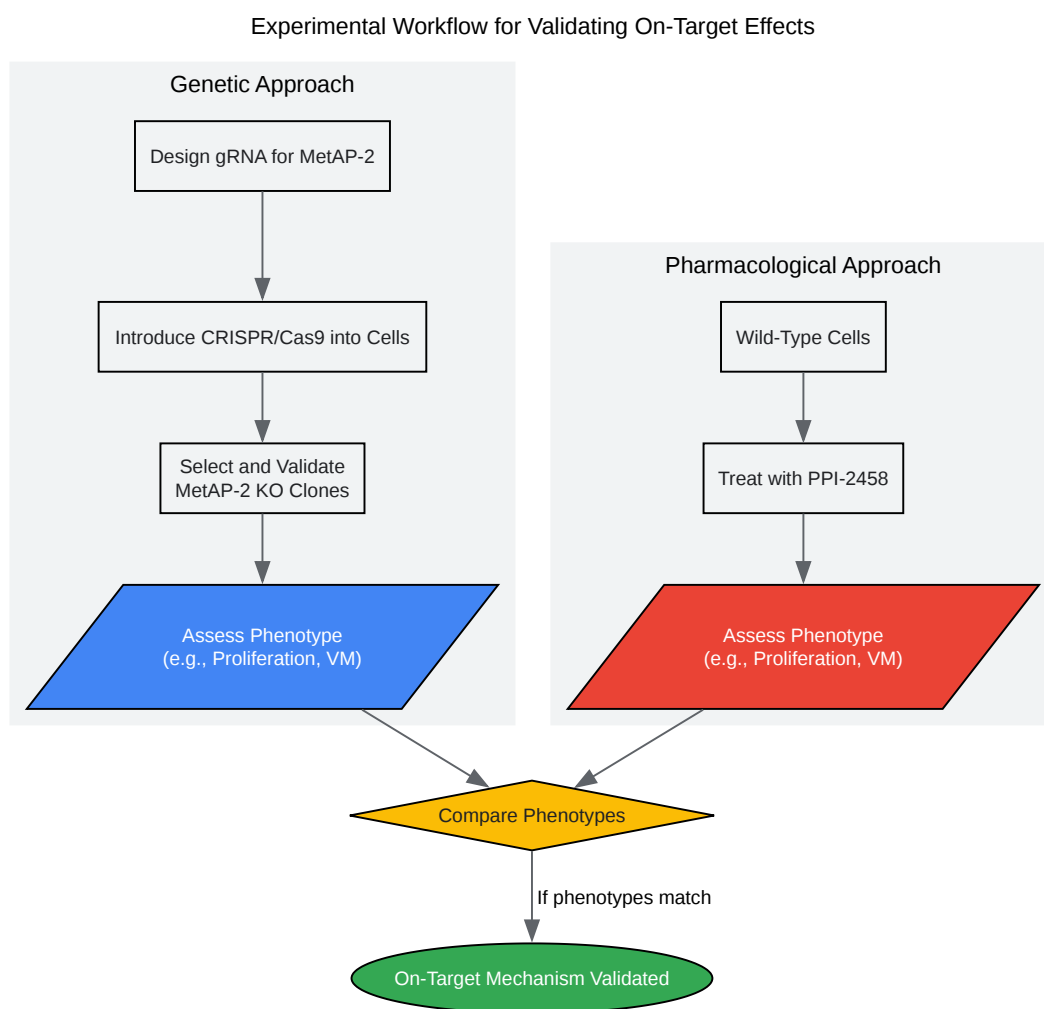 Experimental Workflow for Validating On-Target Effects
Genetic Approach
Design gRNA for MetAP-2
Introduce CRISPR/Cas9 into Cells
Select and Validate
MetAP-2 KO Clones
Assess Phenotype
(e.g., Proliferation, VM)
Pharmacological Approach
Wild-Type Cells
Treat with PPI-2458
Assess Phenotype
(e.g., Proliferation, VM)
Compare Phenotypes
If phenotypes match
On-Target Mechanism Validated